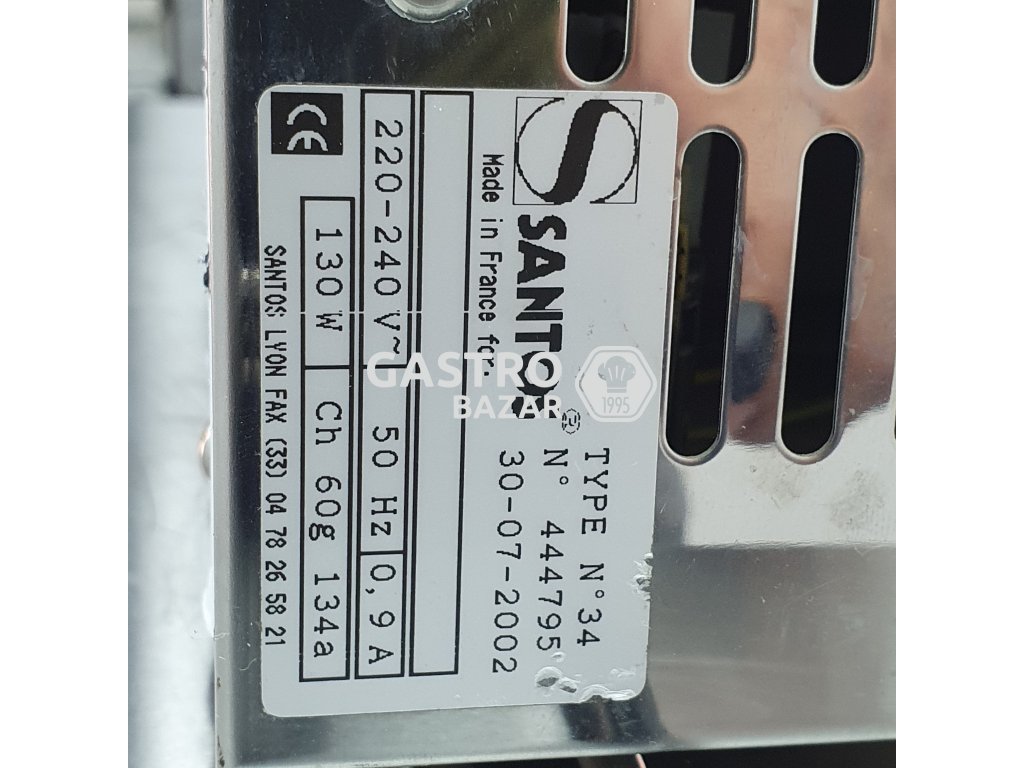 SANTOS®
TYPE N°34
N° 444795
Made in France for.
30-07-2002
220-240 V~ 50 Hz 0,9 A
130 W Ch 60g 134a
CE
SANTOS LYON FAX (33) 04 78 26 58 21
GASTRO
BAZAR
1995